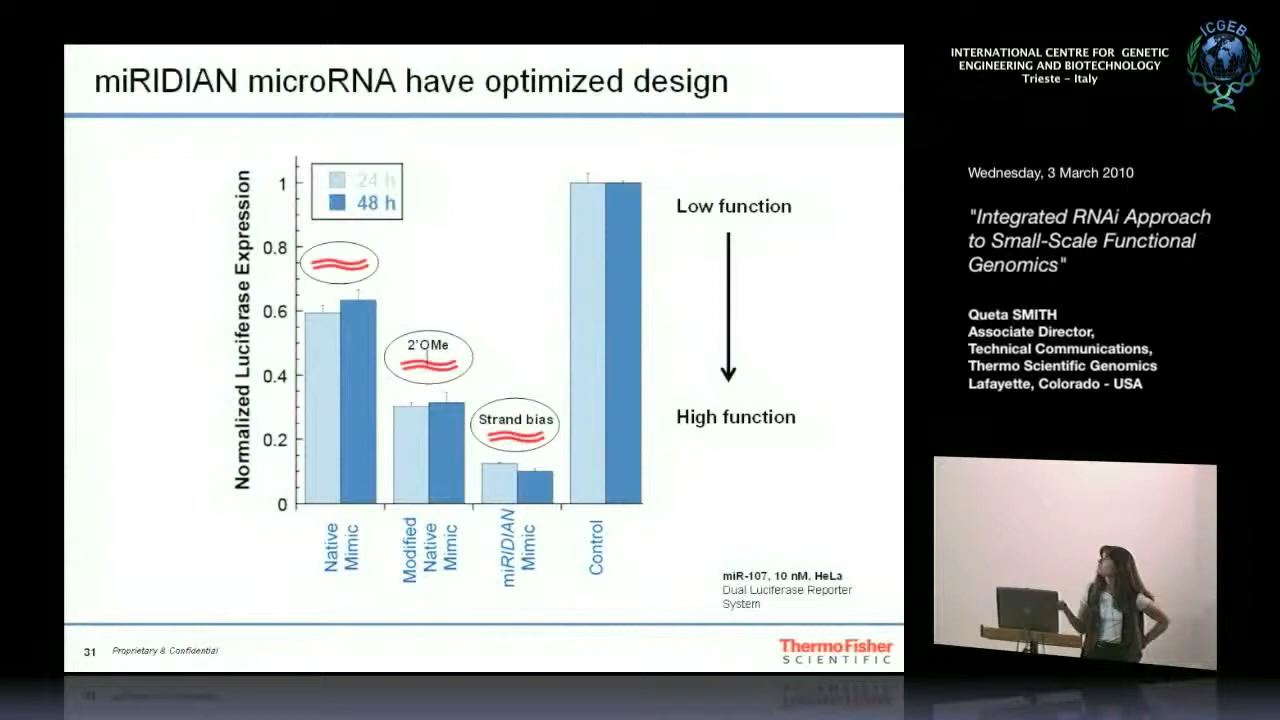 miRIDIAN microRNA have optimized design
Normalized Luciferase Expression
1
0.8
0.6
0.4
0.2
0
24 h
48 h
2'OMe
Strand bias
Native
Mimic
Modified
Native
Mimic
miRIDIAN
Mimic
Control
Low function
High function
miR-107, 10 nM, HeLa
Dual Luciferase Reporter
System
31
Proprietary & Confidential
ThermoFisher
SCIENTIFIC
INTERNATIONAL CENTRE FOR GENETIC
ENGINEERING AND BIOTECHNOLOGY
Trieste – Italy
ICGEB
Wednesday, 3 March 2010
"Integrated RNAi Approach
to Small-Scale Functional
Genomics"
Queta SMITH
Associate Director,
Technical Communications,
Thermo Scientific Genomics
Lafayette, Colorado - USA